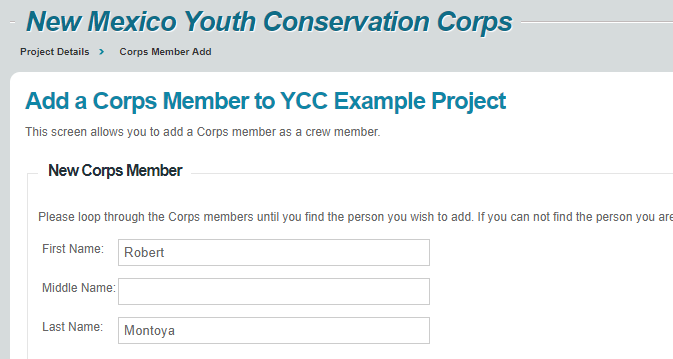 New Mexico Youth Conservation Corps
Project Details > Corps Member Add
Add a Corps Member to YCC Example Project
This screen allows you to add a Corps member as a crew member.
New Corps Member
Please loop through the Corps members until you find the person you wish to add. If you can not find the person you are
First Name: Robert
Middle Name:
Last Name: Montoya